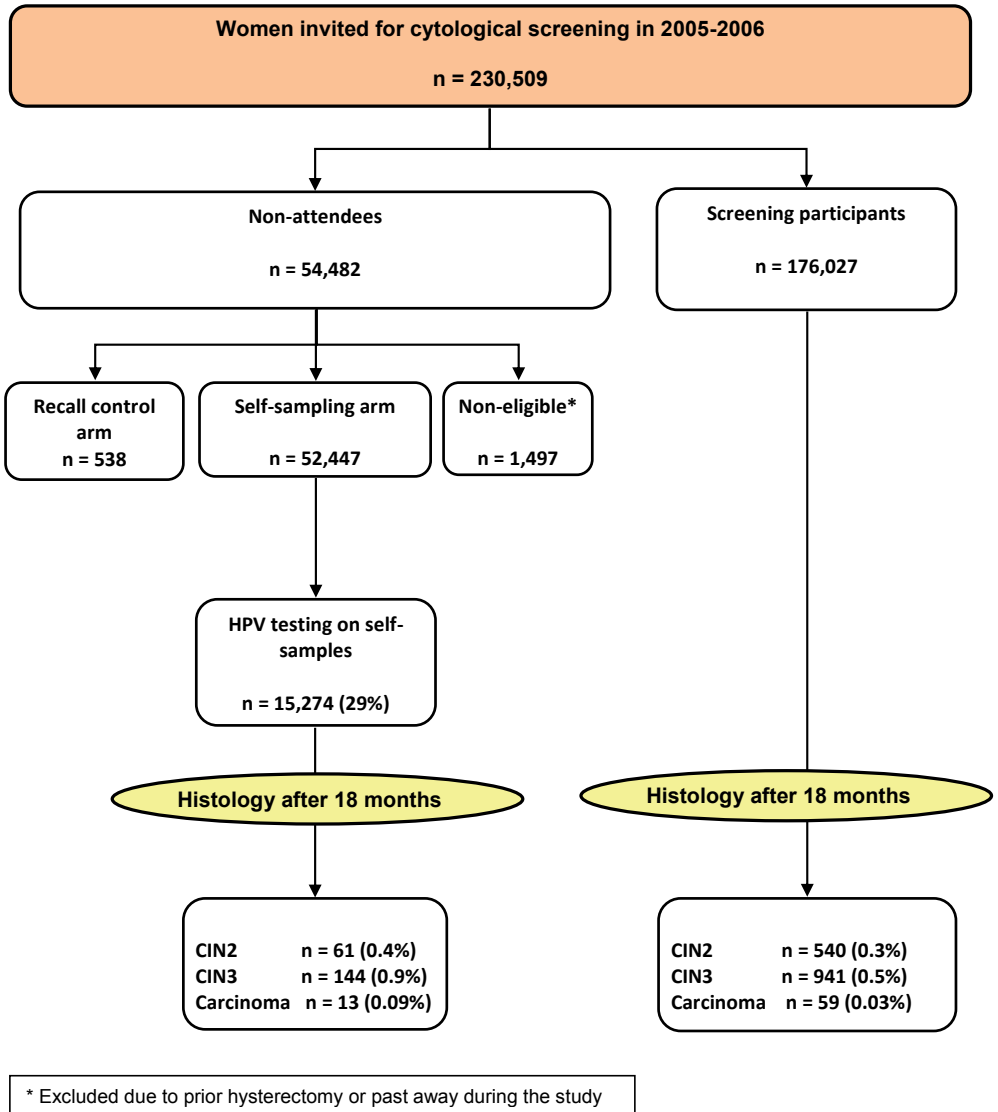 Women invited for cytological screening in 2005-2006
n = 230,509
Non-attendees
n = 54,482
Screening participants
n = 176,027
Recall control
arm
n = 538
Self-sampling arm
n = 52,447
Non-eligible*
n = 1,497
HPV testing on self-
samples
n = 15,274 (29%)
Histology after 18 months
Histology after 18 months
CIN2 n = 61 (0.4%)
CIN3 n = 144 (0.9%)
Carcinoma n = 13 (0.09%)
CIN2 n = 540 (0.3%)
CIN3 n = 941 (0.5%)
Carcinoma n = 59 (0.03%)
* Excluded due to prior hysterectomy or past away during the study